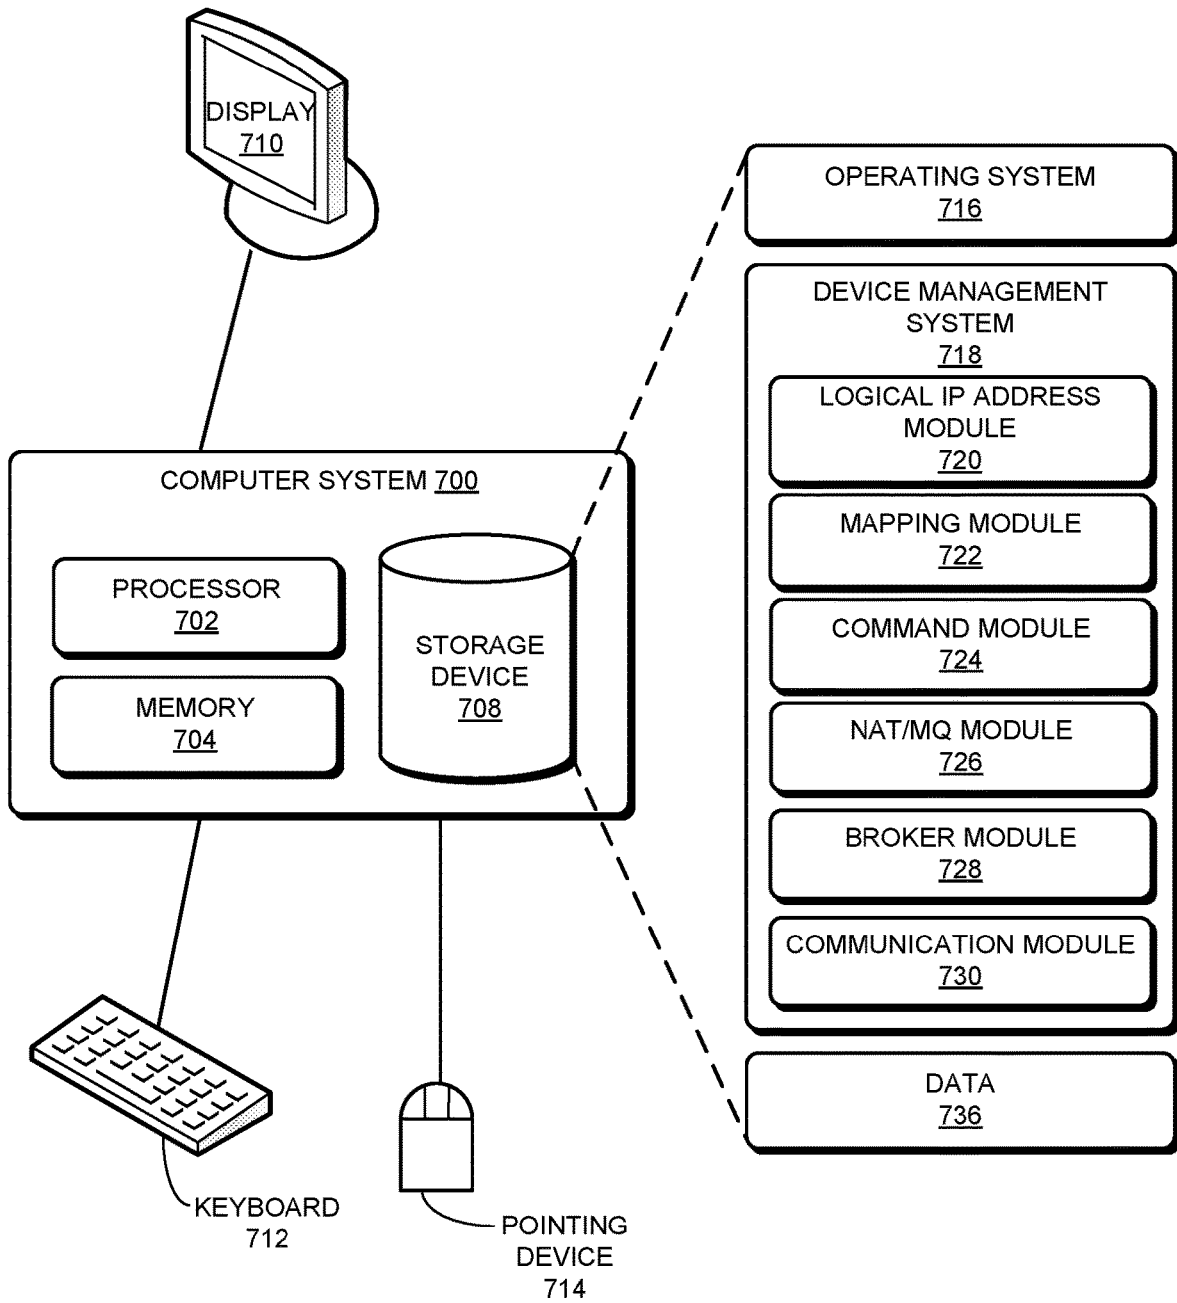 DISPLAY
710
COMPUTER SYSTEM 700
PROCESSOR
702
MEMORY
704
STORAGE
DEVICE
708
KEYBOARD
712
POINTING
DEVICE
714
OPERATING SYSTEM
716
DEVICE MANAGEMENT
SYSTEM
718
LOGICAL IP ADDRESS
MODULE
720
MAPPING MODULE
722
COMMAND MODULE
724
NAT/MQ MODULE
726
BROKER MODULE
728
COMMUNICATION MODULE
730
DATA
736